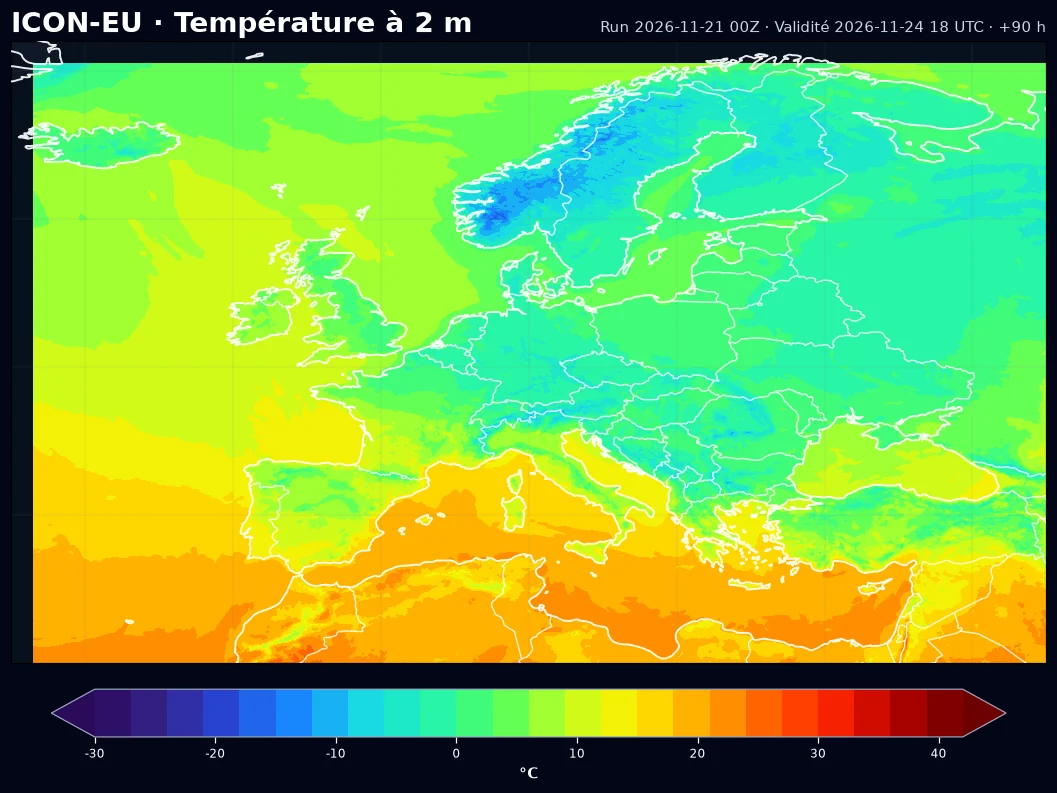 ICON-EU · Température à 2 m
Run 2026-11-21 00Z · Validité 2026-11-24 18 UTC · +90 h
-30 -20 -10 0 10 20 30 40
°C